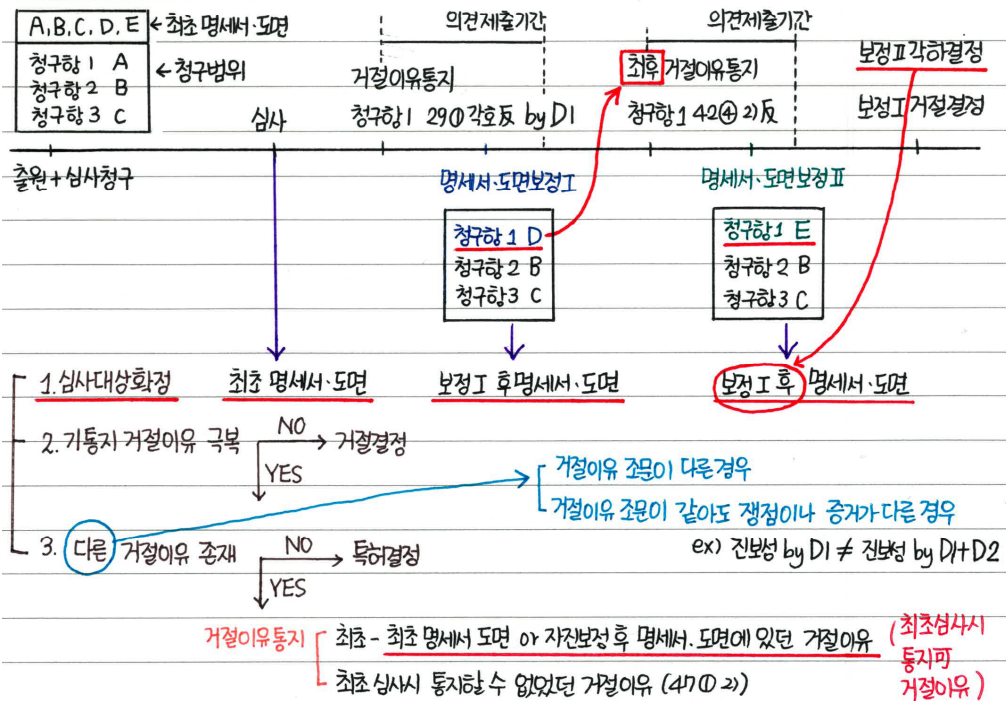 A, B, C, D, E ← 최초 명세서·도면
청구항 1 A ← 청구범위
청구항 2 B
청구항 3 C
의견제출기간
의견제출기간
거절이유통지
최후 거절이유통지
보정Ⅱ각하결정
심사
청구항1 29① 각호 反 by D1
청구항1 42④ 2) 反
보정Ⅰ 거절결정
출원+심사청구
명세서·도면보정Ⅰ
명세서·도면보정Ⅱ
청구항 1 D
청구항 2 B
청구항3 C
청구항 1 E
청구항 2 B
청구항3 C
1. 심사대상확정
최초 명세서·도면
보정Ⅰ 후 명세서·도면
보정Ⅰ 후 명세서·도면
2. 기통지 거절이유 극복
NO
→ 거절결정
YES
거절이유 조문이 다른 경우
거절이유 조문이 같아도 쟁점이나 증거가 다른 경우
ex) 진보성 by D1 ≠ 진보성 by D1+D2
3. 다른 거절이유 존재
NO
→ 특허결정
YES
거절이유통지
최초 - 최초 명세서 도면 or 자진보정 후 명세서·도면에 있던 거절이유
(최초심사시 통지可 거절이유)
최초 심사시 통지할 수 없었던 거절이유 (47① 2))